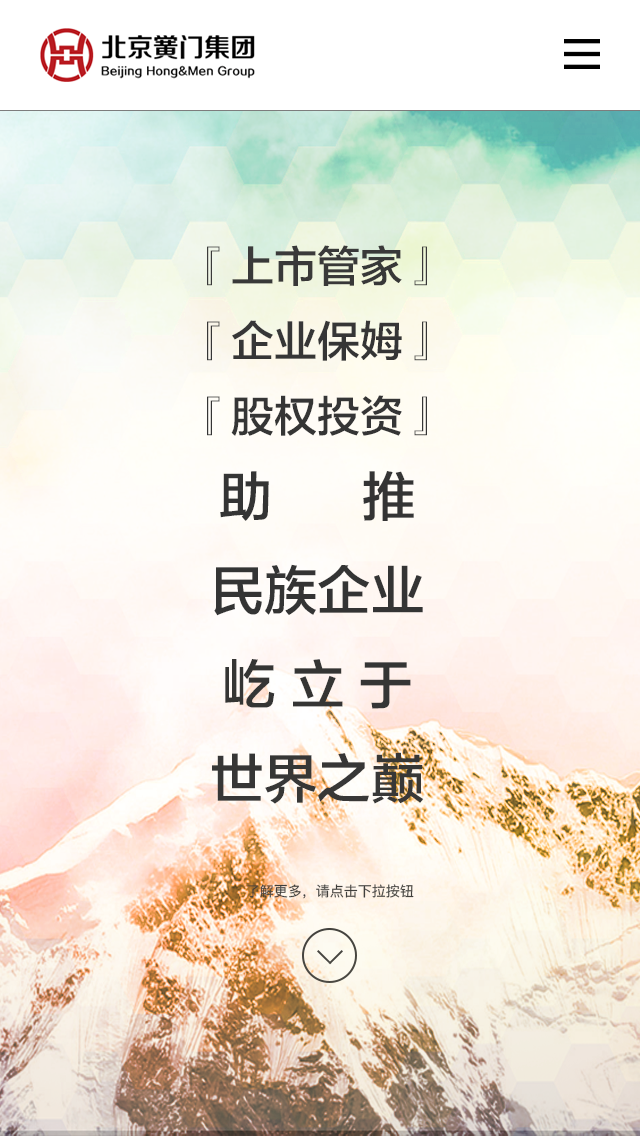 北京黉门集团
Beijing Hong&Men Group
『上市管家』
『企业保姆』
『股权投资』
助 推
民族企业
屹立于
世界之巅
了解更多，请点击下拉按钮